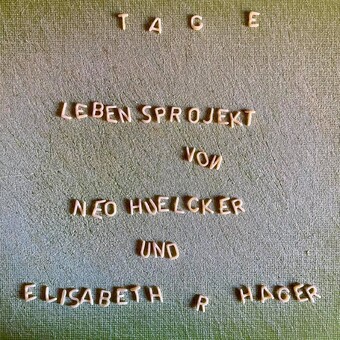 TAGE
LEBENSPROJEKT
VON
NEO HUELCKER
UND
ELISABETH R HAGER